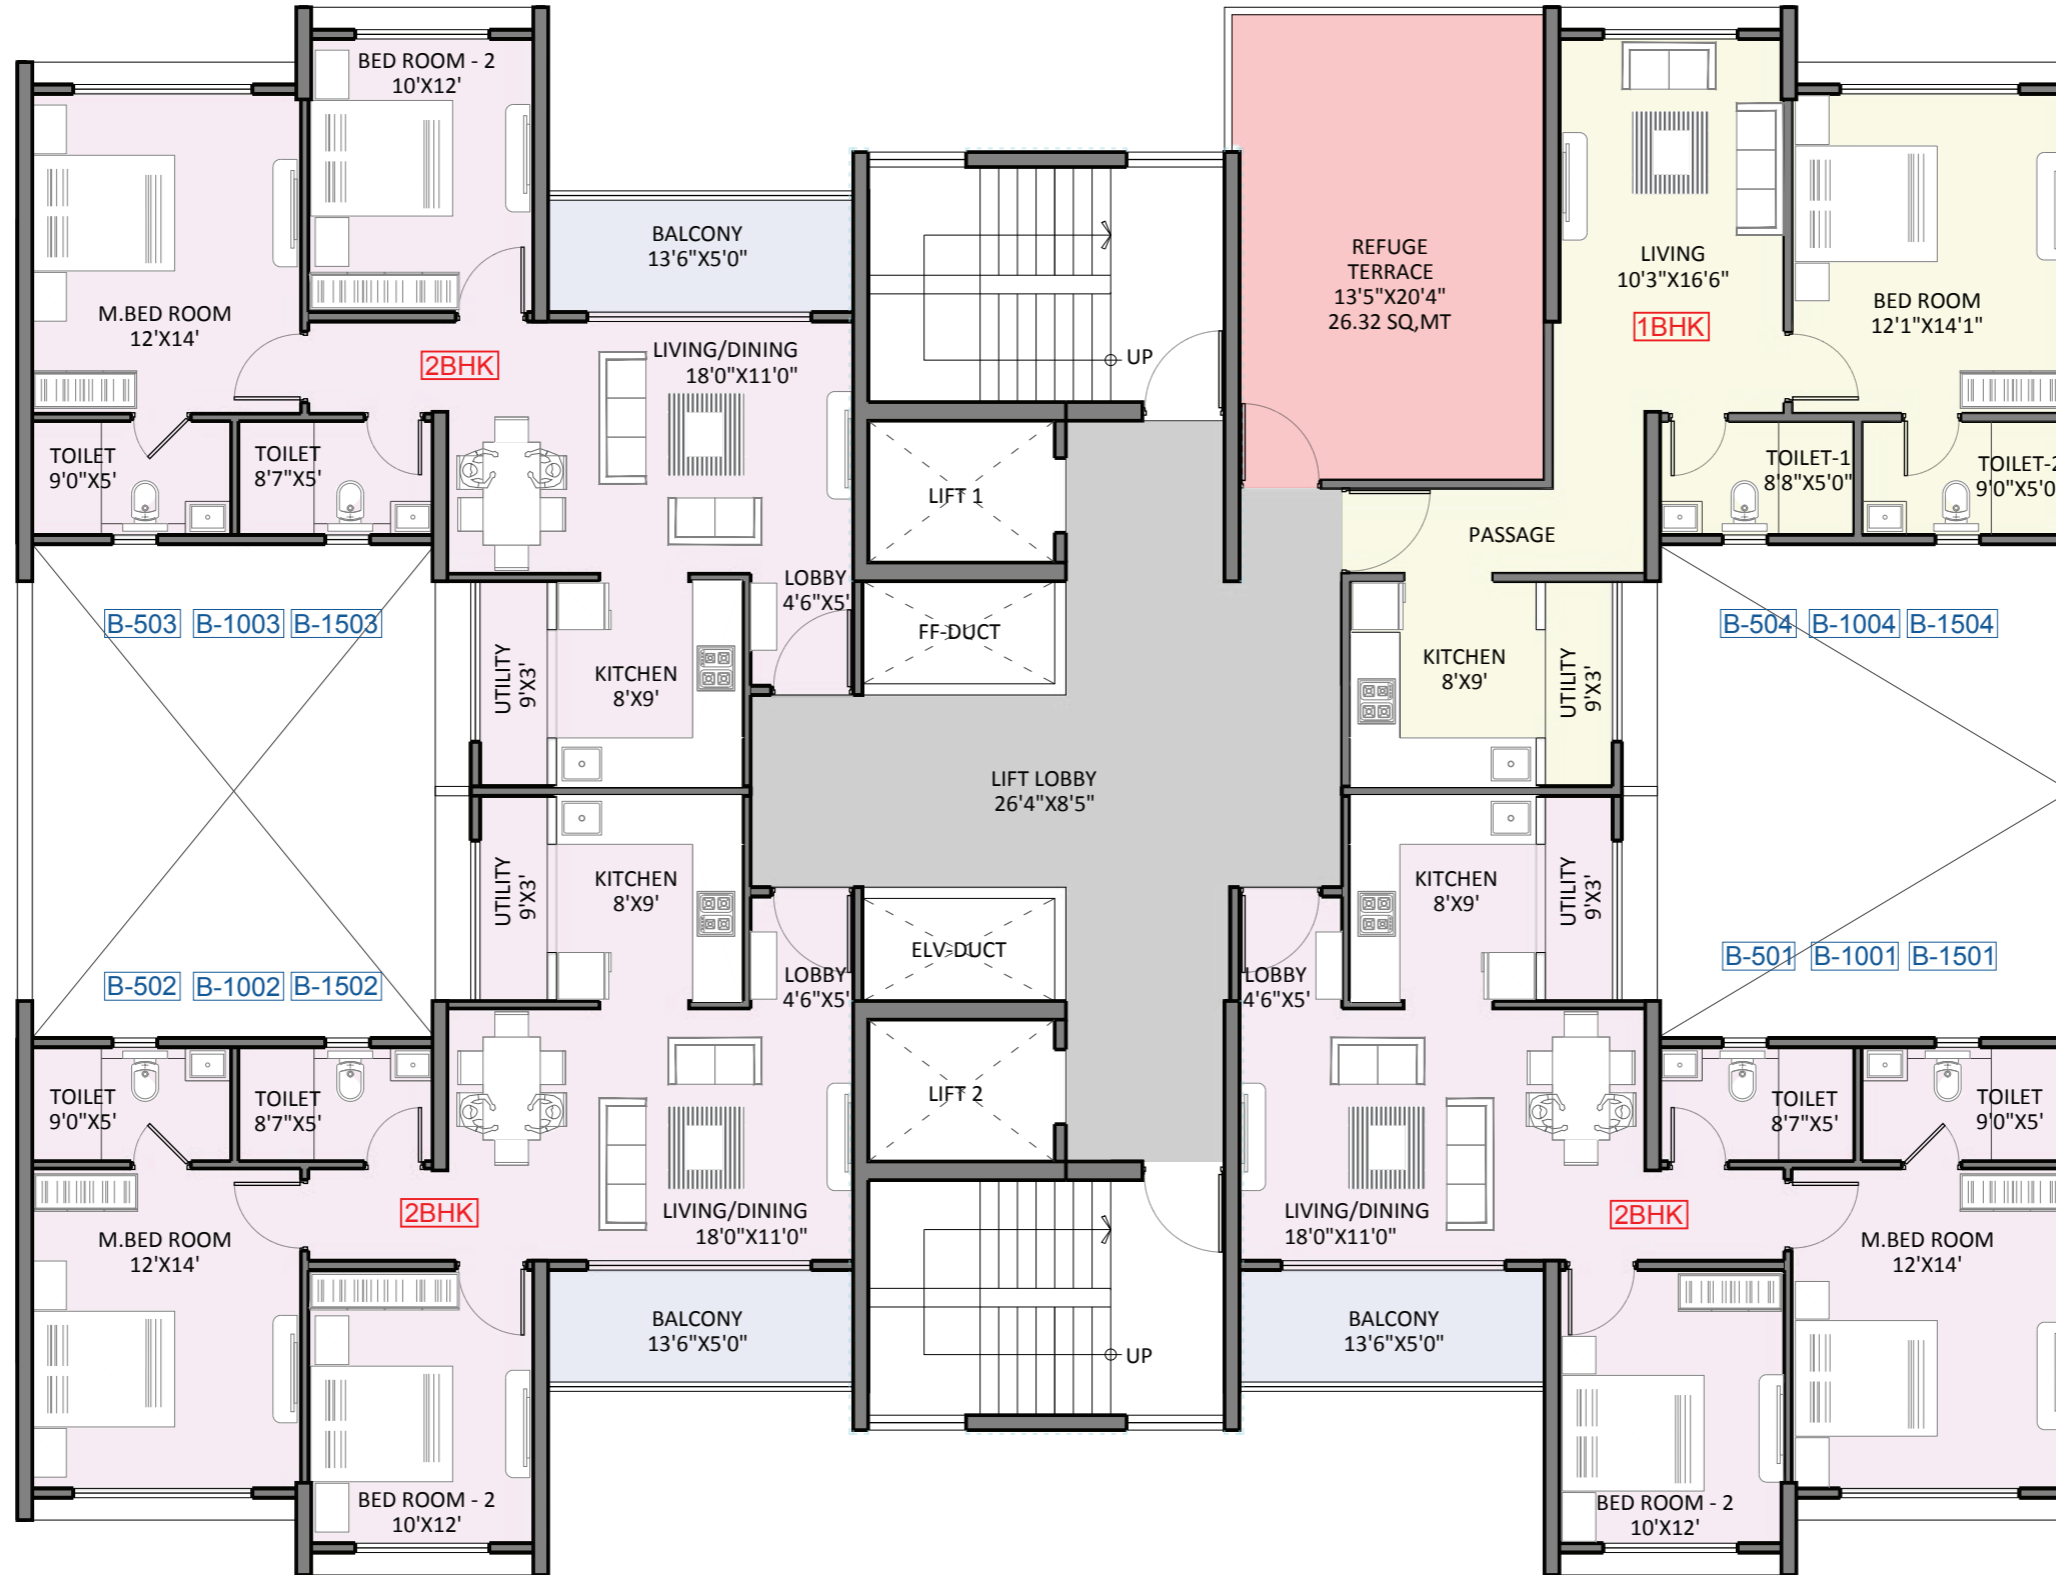 BED ROOM - 2
10'X12'
M.BED ROOM
12'X14'
BALCONY
13'6"X5'0"
2BHK
LIVING/DINING
18'0"X11'0"
TOILET
9'0"X5'
TOILET
8'7"X5'
LOBBY
4'6"X5'
B-503 B-1003 B-1503
UTILITY
9'X3'
KITCHEN
8'X9'
UP
LIFT 1
FF-DUCT
REFUGE
TERRACE
13'5"X20'4"
26.32 SQ,MT
LIVING
10'3"X16'6"
1BHK
BED ROOM
12'1"X14'1"
TOILET-1
8'8"X5'0"
TOILET-2
9'0"X5'0
PASSAGE
KITCHEN
8'X9'
UTILITY
9'X3'
B-504 B-1004 B-1504
LIFT LOBBY
26'4"X8'5"
B-502 B-1002 B-1502
UTILITY
9'X3'
KITCHEN
8'X9'
LOBBY
4'6"X5'
TOILET
9'0"X5'
TOILET
8'7"X5'
2BHK
LIVING/DINING
18'0"X11'0"
M.BED ROOM
12'X14'
BALCONY
13'6"X5'0"
BED ROOM - 2
10'X12'
ELV-DUCT
LIFT 2
UP
KITCHEN
8'X9'
UTILITY
9'X3'
B-501 B-1001 B-1501
LOBBY
4'6"X5'
TOILET
8'7"X5'
TOILET
9'0"X5'
LIVING/DINING
18'0"X11'0"
2BHK
M.BED ROOM
12'X14'
BALCONY
13'6"X5'0"
BED ROOM - 2
10'X12'